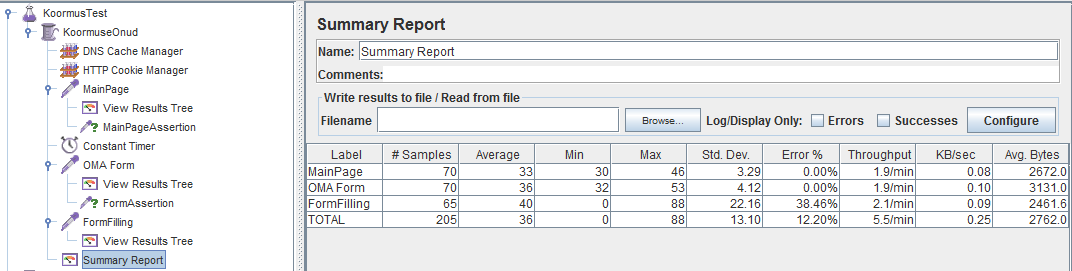 KoormusTest
KoormuseOnud
DNS Cache Manager
HTTP Cookie Manager
MainPage
View Results Tree
MainPageAssertion
Constant Timer
OMA Form
View Results Tree
FormAssertion
FormFilling
View Results Tree
Summary Report
Summary Report
Name: Summary Report
Comments:
Write results to file / Read from file
Filename Browse... Log/Display Only: Errors Successes Configure
Label # Samples Average Min Max Std. Dev. Error % Throughput KB/sec Avg. Bytes
MainPage 70 33 30 46 3.29 0.00% 1.9/min 0.08 2672.0
OMA Form 70 36 32 53 4.12 0.00% 1.9/min 0.10 3131.0
FormFilling 65 40 0 88 22.16 38.46% 2.1/min 0.09 2461.6
TOTAL 205 36 0 88 13.10 12.20% 5.5/min 0.25 2762.0